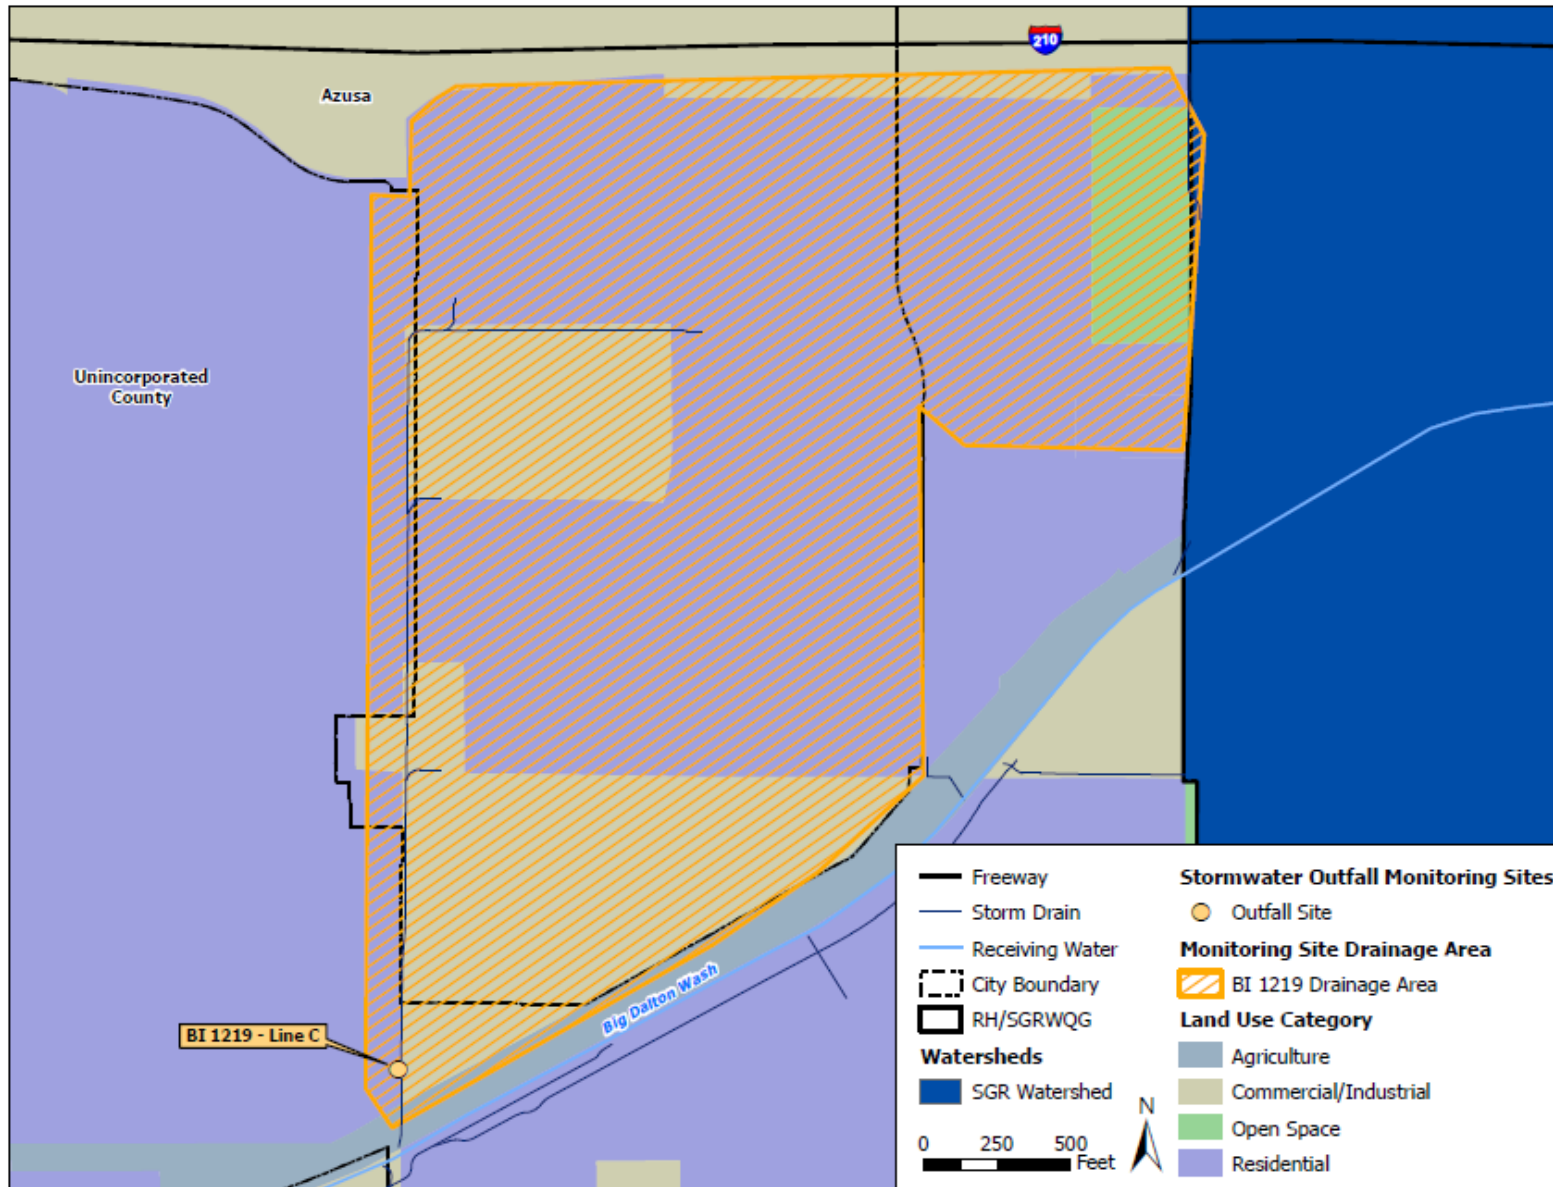 210
Azusa
Unincorporated
County
BI 1219 - Line C
Big Dalton Wash
Freeway
Storm Drain
Receiving Water
City Boundary
RH/SGRWQG
Watersheds
SGR Watershed
0 250 500
Feet
N
Stormwater Outfall Monitoring Sites
Outfall Site
Monitoring Site Drainage Area
BI 1219 Drainage Area
Land Use Category
Agriculture
Commercial/Industrial
Open Space
Residential